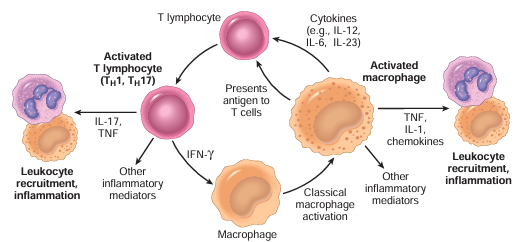 T lymphocyte
Cytokines
(e.g., IL-12,
IL-6, IL-23)
Activated
T lymphocyte
(TH1, TH17)
Activated
macrophage
Presents
antigen to
T cells
IL-17,
TNF
TNF,
IL-1,
chemokines
IFN-γ
Leukocyte
recruitment,
inflammation
Other
inflammatory
mediators
Classical
macrophage
activation
Other
inflammatory
mediators
Leukocyte
recruitment,
inflammation
Macrophage